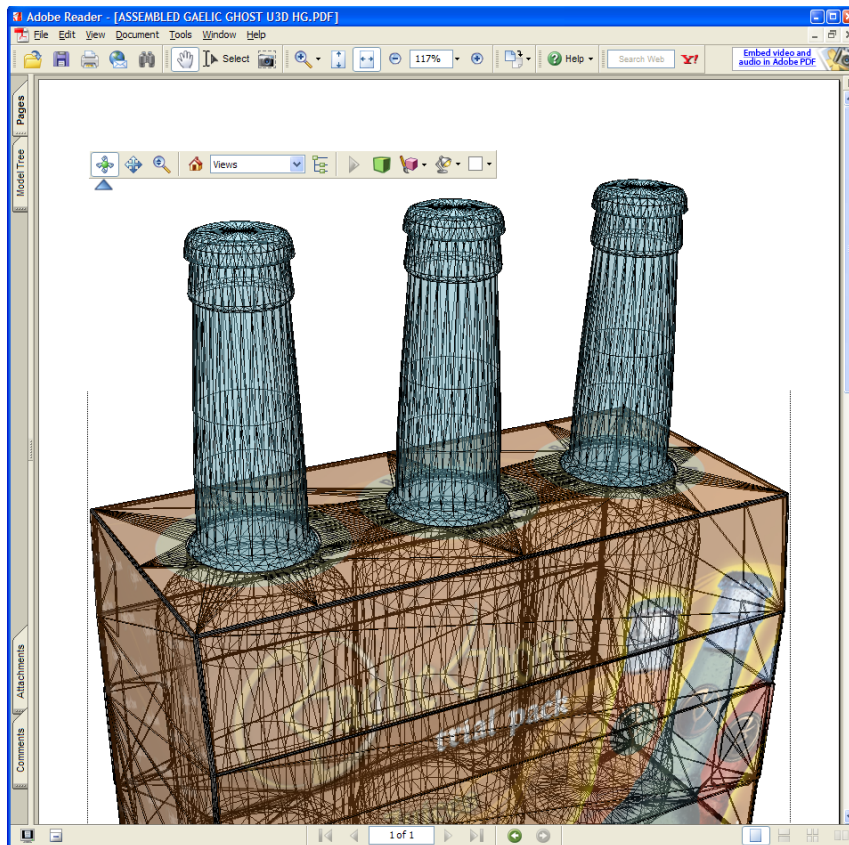 Adobe Reader - [ASSEMBLED GAELIC GHOST U3D HG.PDF]
File Edit View Document Tools Window Help
Select 117% Help Search Web Y! Embed video and audio in Adobe PDF
Pages
Model Tree
Views
Gaelic Ghost
trial pack
Attachments
Comments
1 of 1